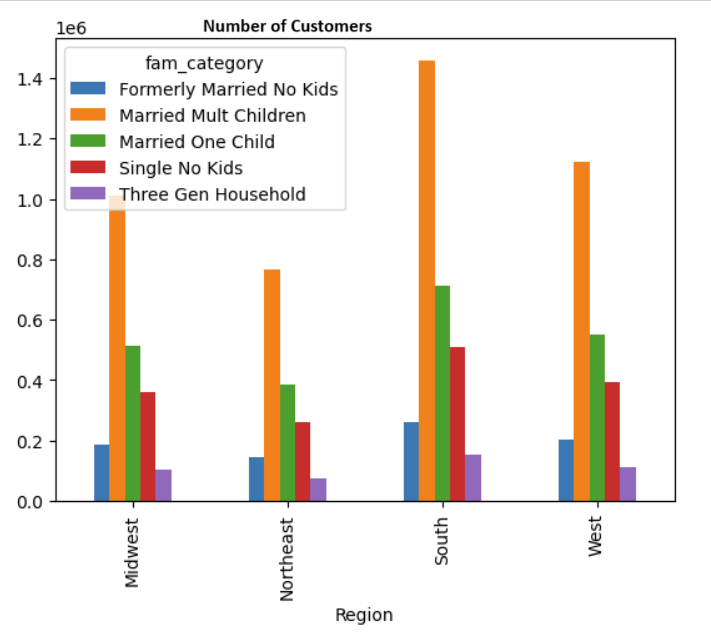 Number of Customers
1e6
fam_category
Formerly Married No Kids
Married Mult Children
Married One Child
Single No Kids
Three Gen Household
1.4
1.2
1.0
0.8
0.6
0.4
0.2
0.0
Midwest
Northeast
South
West
Region